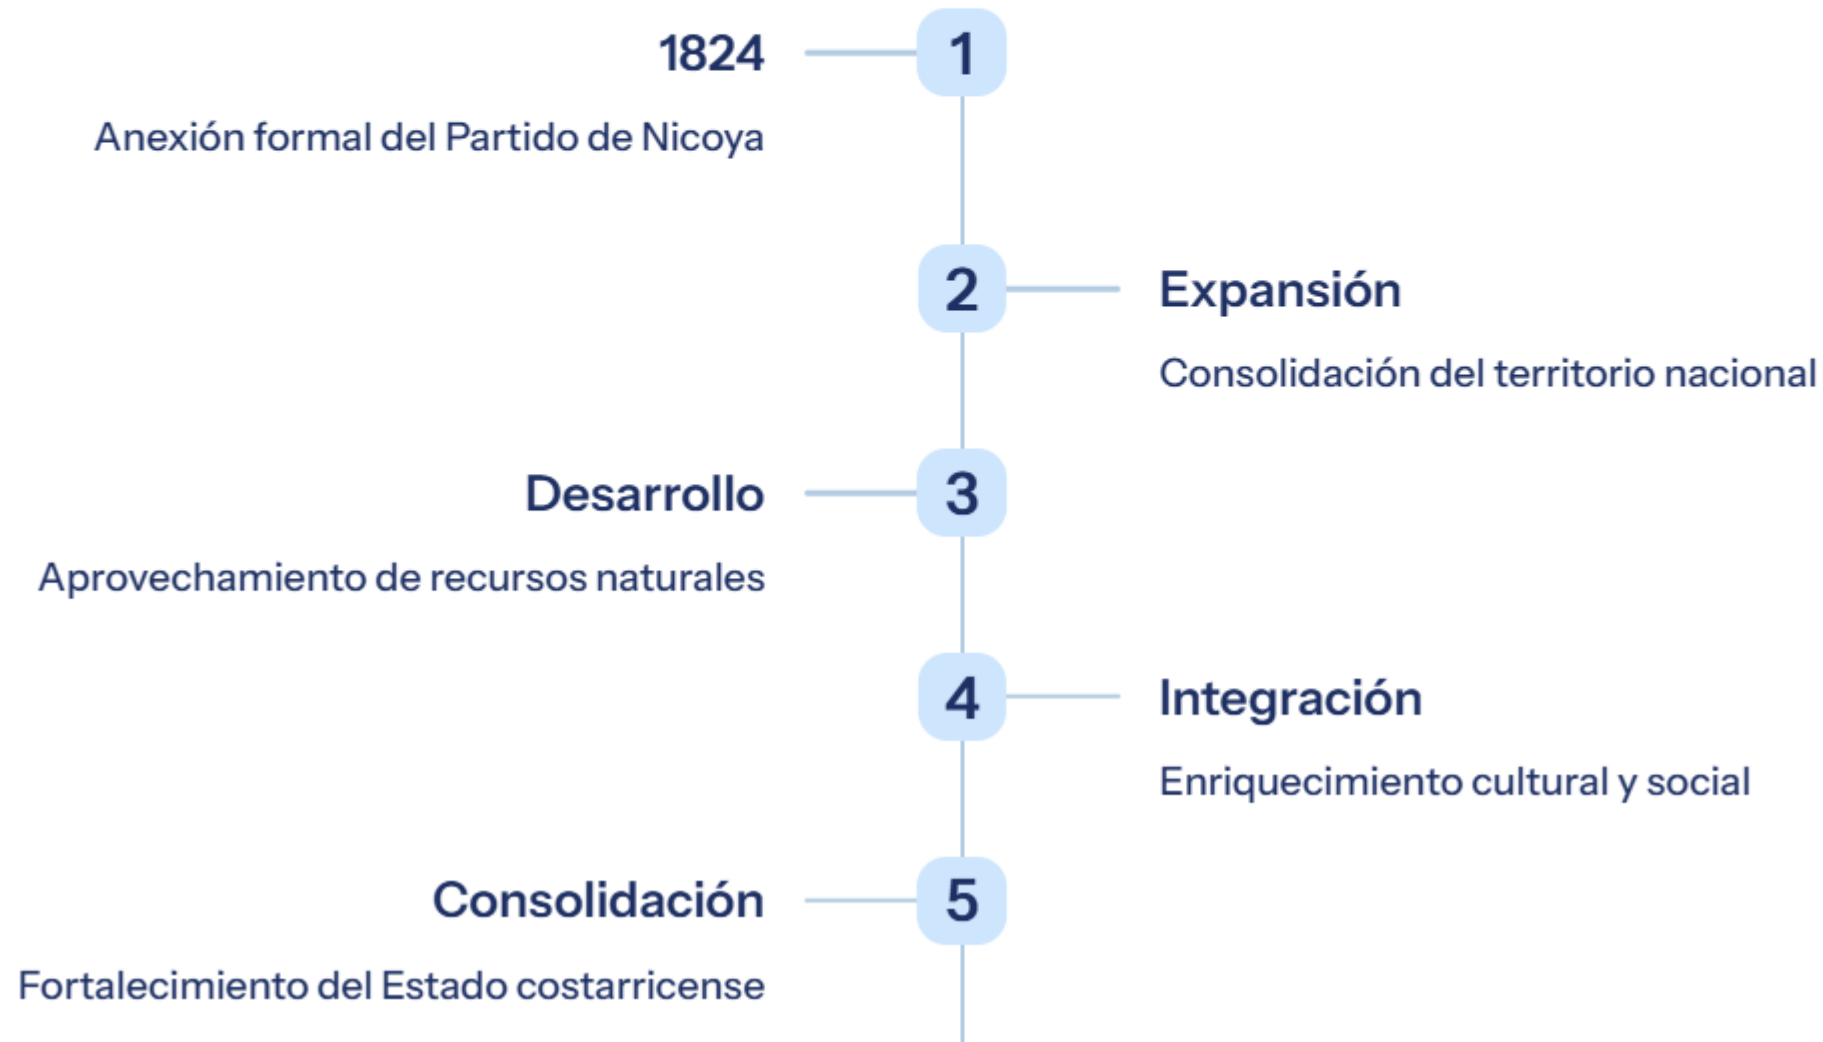 1824
1
Anexión formal del Partido de Nicoya
2
Expansión
Consolidación del territorio nacional
Desarrollo
3
Aprovechamiento de recursos naturales
4
Integración
Enriquecimiento cultural y social
Consolidación
5
Fortalecimiento del Estado costarricense